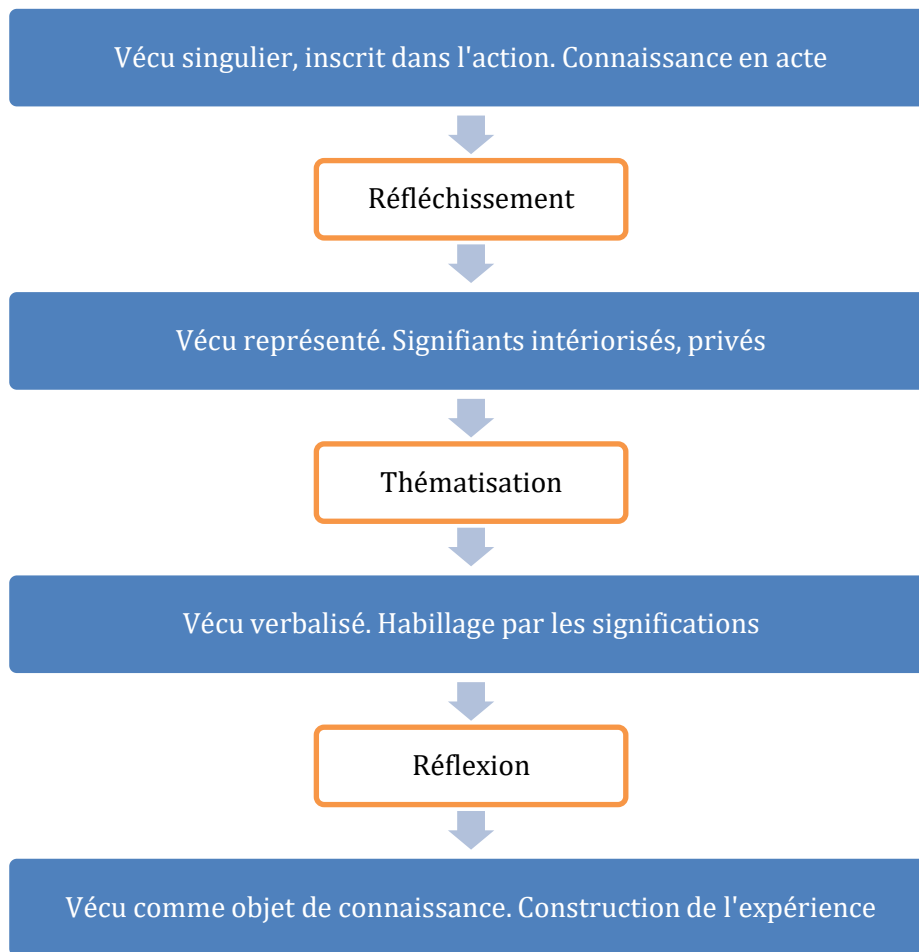 Vécu singulier, inscrit dans l'action. Connaissance en acte
Réfléchissement
Vécu représenté. Signifiants intériorisés, privés
Thématisation
Vécu verbalisé. Habillage par les significations
Réflexion
Vécu comme objet de connaissance. Construction de l'expérience